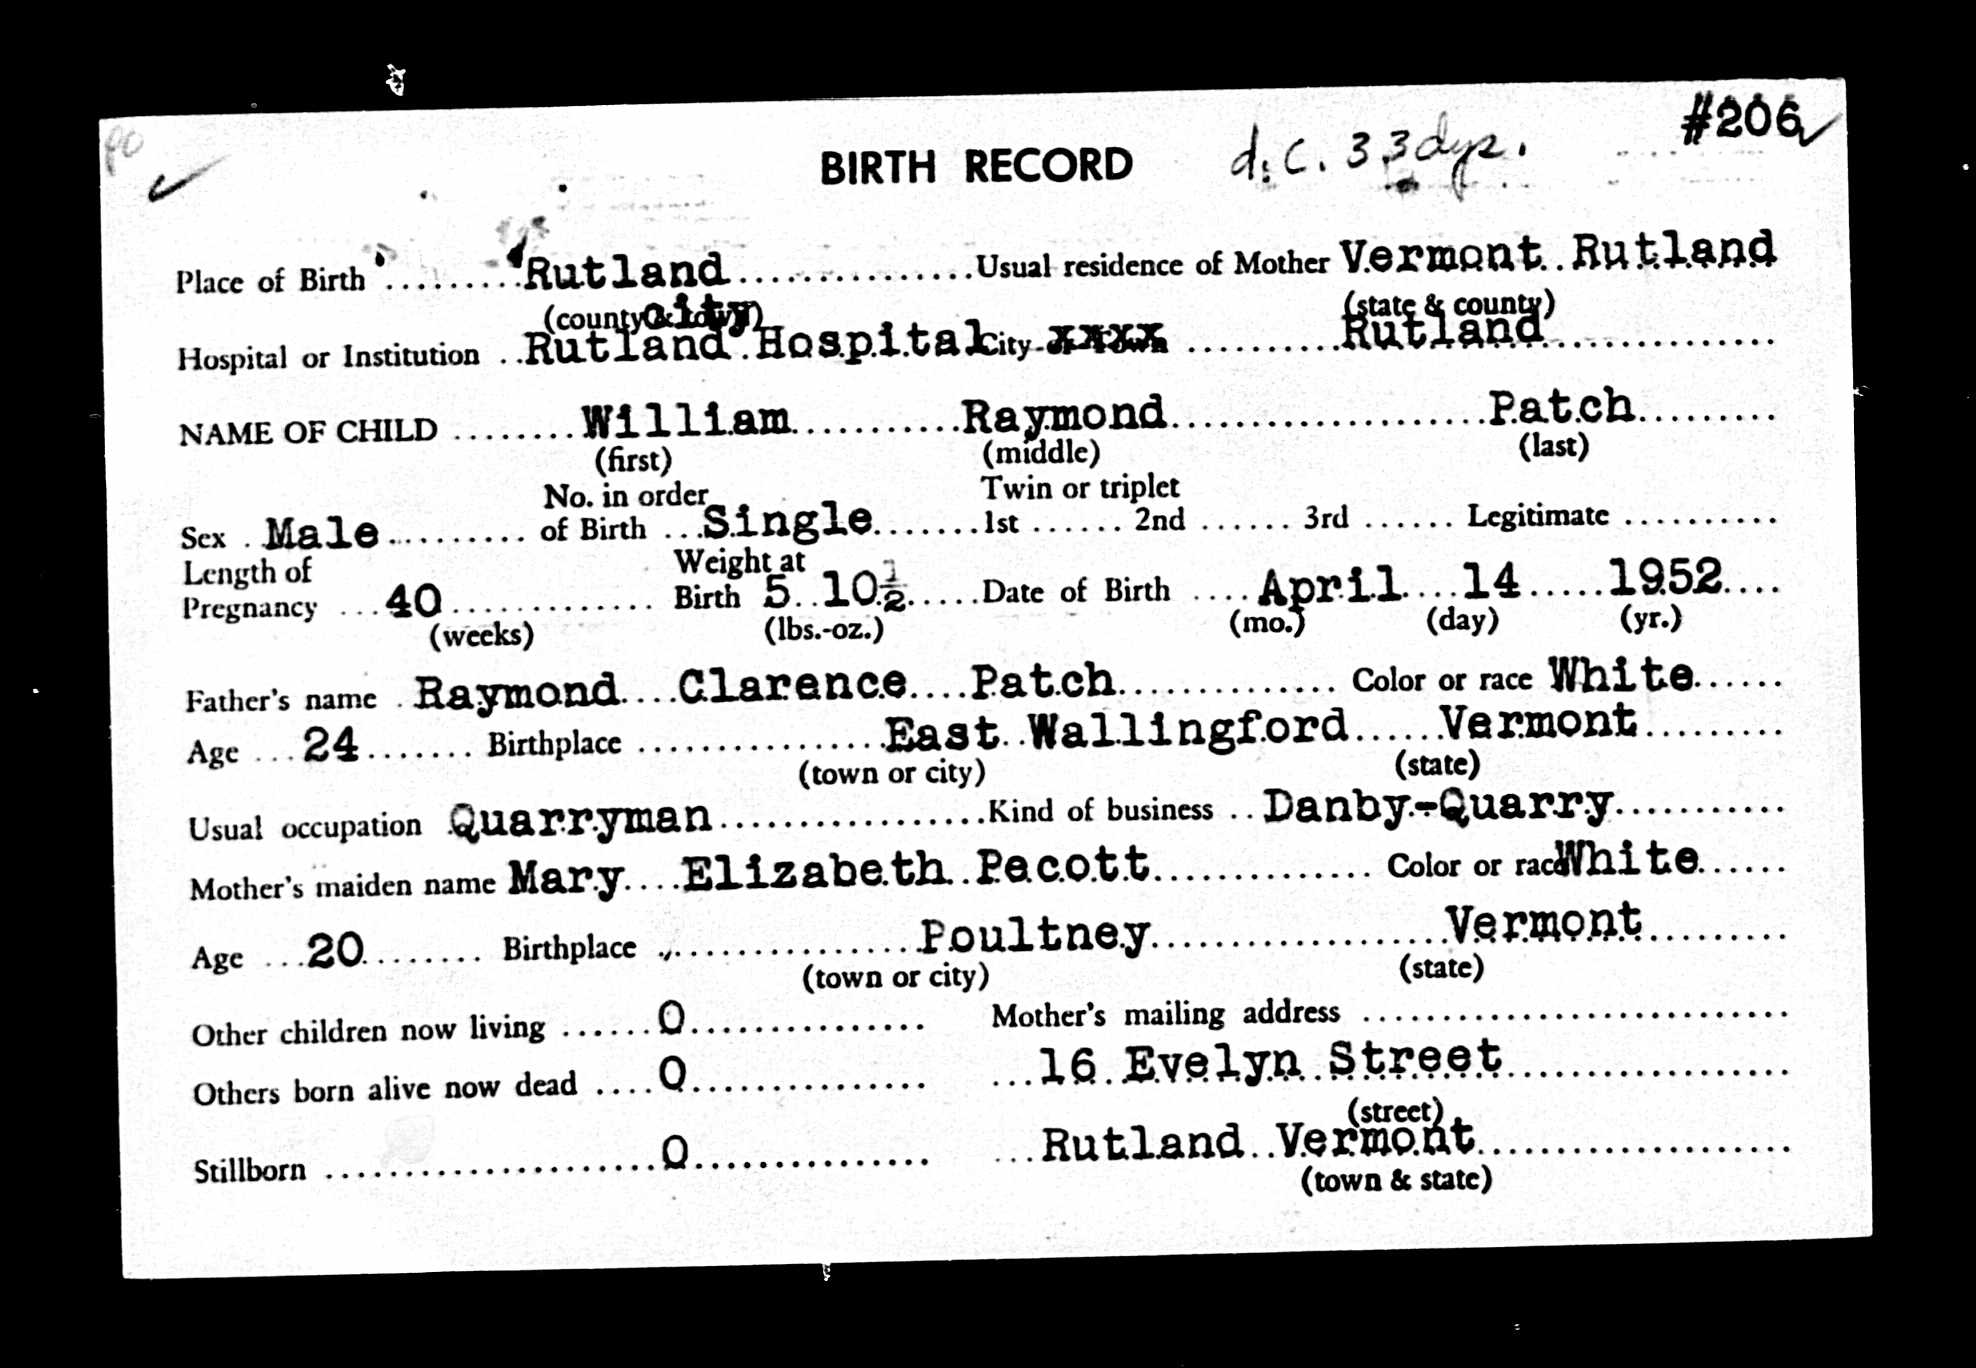 #206
BIRTH RECORD d.c. 33 dys.
Place of Birth Rutland Usual residence of Mother Vermont Rutland
(county & town) City (state & county)
Hospital or Institution Rutland Hospital City or Town xxxx Rutland
NAME OF CHILD William Raymond Patch
(first) (middle) (last)
No. in order Twin or triplet
Sex Male of Birth Single 1st 2nd 3rd Legitimate
Length of Weight at
Pregnancy 40 Birth 5 10½ Date of Birth April 14 1952
(weeks) (lbs.-oz.) (mo.) (day) (yr.)
Father's name Raymond Clarence Patch Color or race White
Age 24 Birthplace East Wallingford Vermont
(town or city) (state)
Usual occupation Quarryman Kind of business Danby-Quarry
Mother's maiden name Mary Elizabeth Pecott Color or race White
Age 20 Birthplace Poultney Vermont
(town or city) (state)
Other children now living 0 Mother's mailing address
Others born alive now dead 0 16 Evelyn Street
(street)
Stillborn 0 Rutland Vermont
(town & state)